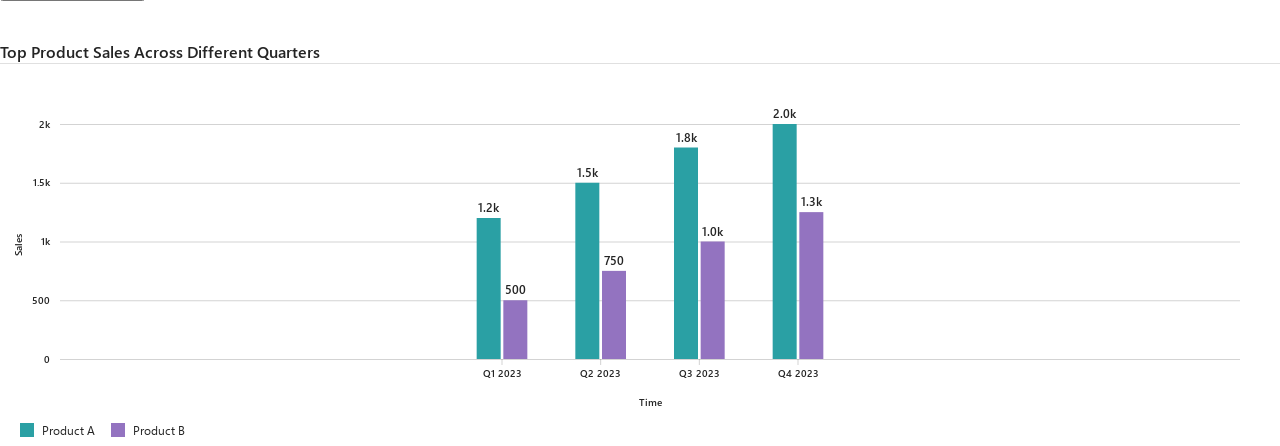 Top Product Sales Across Different Quarters
2.0k
2k
1.8k
1.5k
1.5k
1.2k
1.3k
1k
1.0k
750
500
500
0
Sales
Q1 2023 Q2 2023 Q3 2023 Q4 2023
Time
Product A Product B